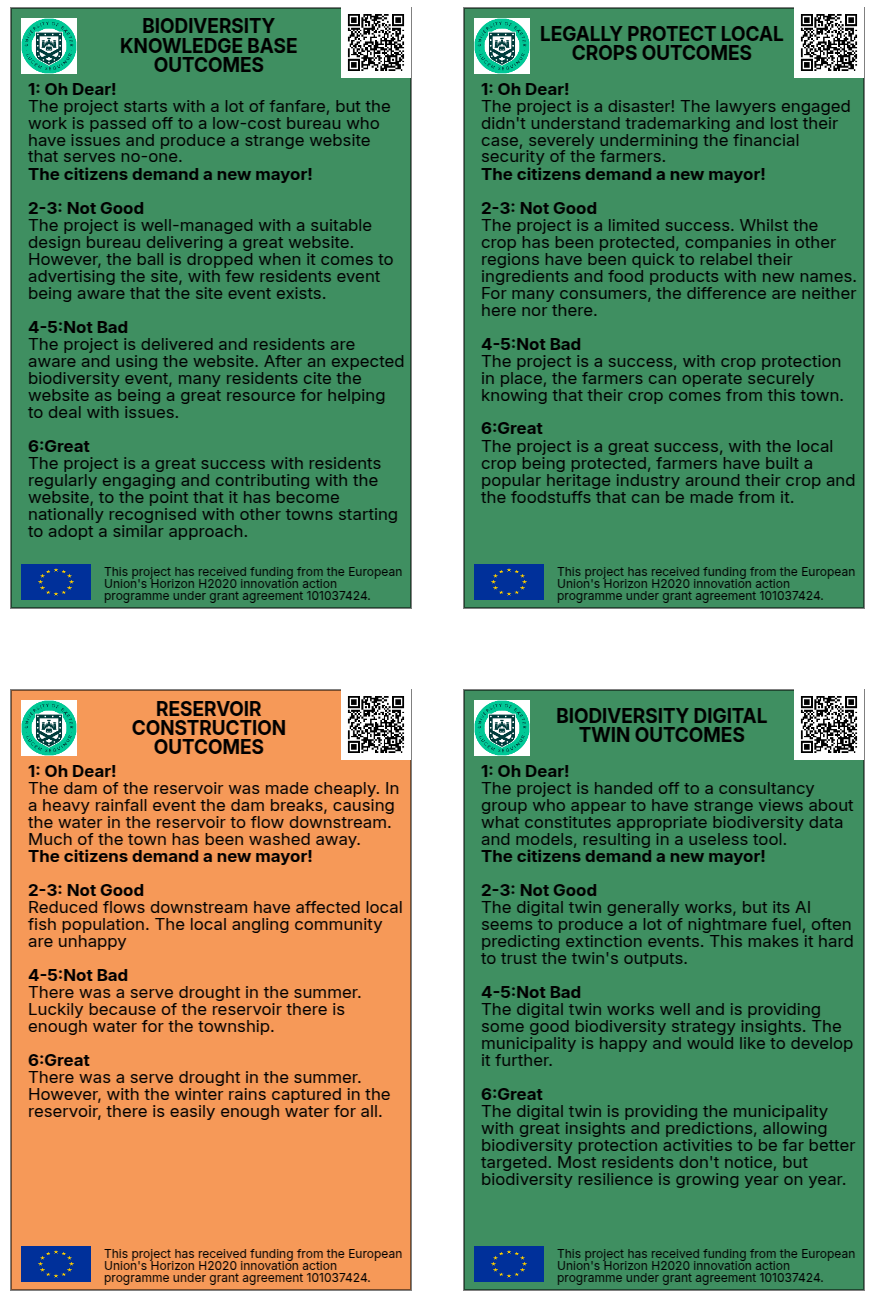 BIODIVERSITY
KNOWLEDGE BASE
OUTCOMES
1: Oh Dear!
The project starts with a lot of fanfare, but the
work is passed off to a low-cost bureau who
have issues and produce a strange website
that serves no-one.
The citizens demand a new mayor!
2-3: Not Good
The project is well-managed with a suitable
design bureau delivering a great website.
However, the ball is dropped when it comes to
advertising the site, with few residents event
being aware that the site event exists.
4-5:Not Bad
The project is delivered and residents are
aware and using the website. After an expected
biodiversity event, many residents cite the
website as being a great resource for helping
to deal with issues.
6:Great
The project is a great success with residents
regularly engaging and contributing with the
website, to the point that it has become
nationally recognised with other towns starting
to adopt a similar approach.
This project has received funding from the European
Union's Horizon H2020 innovation action
programme under grant agreement 101037424.
LEGALLY PROTECT LOCAL
CROPS OUTCOMES
1: Oh Dear!
The project is a disaster! The lawyers engaged
didn't understand trademarking and lost their
case, severely undermining the financial
security of the farmers.
The citizens demand a new mayor!
2-3: Not Good
The project is a limited success. Whilst the
crop has been protected, companies in other
regions have been quick to relabel their
ingredients and food products with new names.
For many consumers, the difference are neither
here nor there.
4-5:Not Bad
The project is a success, with crop protection
in place, the farmers can operate securely
knowing that their crop comes from this town.
6:Great
The project is a great success, with the local
crop being protected, farmers have built a
popular heritage industry around their crop and
the foodstuffs that can be made from it.
This project has received funding from the European
Union's Horizon H2020 innovation action
programme under grant agreement 101037424.
RESERVOIR
CONSTRUCTION
OUTCOMES
1: Oh Dear!
The dam of the reservoir was made cheaply. In
a heavy rainfall event the dam breaks, causing
the water in the reservoir to flow downstream.
Much of the town has been washed away.
The citizens demand a new mayor!
2-3: Not Good
Reduced flows downstream have affected local
fish population. The local angling community
are unhappy
4-5:Not Bad
There was a serve drought in the summer.
Luckily because of the reservoir there is
enough water for the township.
6:Great
There was a serve drought in the summer.
However, with the winter rains captured in the
reservoir, there is easily enough water for all.
This project has received funding from the European
Union's Horizon H2020 innovation action
programme under grant agreement 101037424.
BIODIVERSITY DIGITAL
TWIN OUTCOMES
1: Oh Dear!
The project is handed off to a consultancy
group who appear to have strange views about
what constitutes appropriate biodiversity data
and models, resulting in a useless tool.
The citizens demand a new mayor!
2-3: Not Good
The digital twin generally works, but its AI
seems to produce a lot of nightmare fuel, often
predicting extinction events. This makes it hard
to trust the twin's outputs.
4-5:Not Bad
The digital twin works well and is providing
some good biodiversity strategy insights. The
municipality is happy and would like to develop
it further.
6:Great
The digital twin is providing the municipality
with great insights and predictions, allowing
biodiversity protection activities to be far better
targeted. Most residents don't notice, but
biodiversity resilience is growing year on year.
This project has received funding from the European
Union's Horizon H2020 innovation action
programme under grant agreement 101037424.